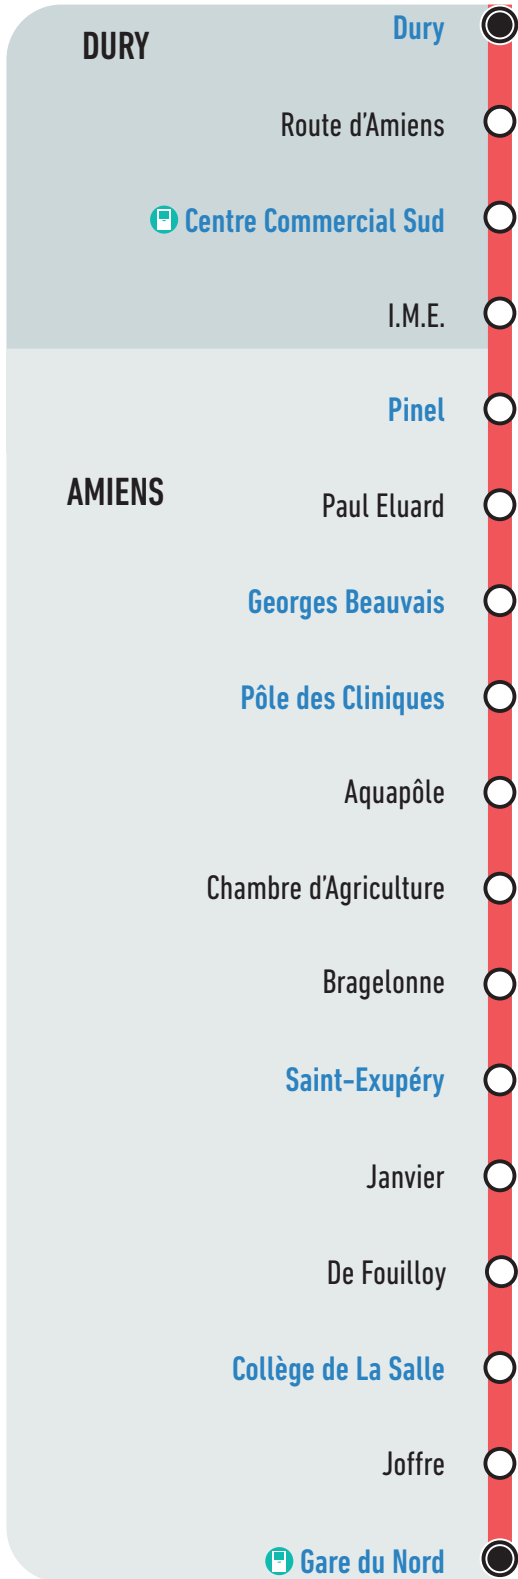 DURY
Dury
Route d'Amiens
Centre Commercial Sud
I.M.E.
Pinel
AMIENS
Paul Eluard
Georges Beauvais
Pôle des Cliniques
Aquapôle
Chambre d'Agriculture
Bragelonne
Saint-Exupéry
Janvier
De Fouilloy
Collège de La Salle
Joffre
Gare du Nord